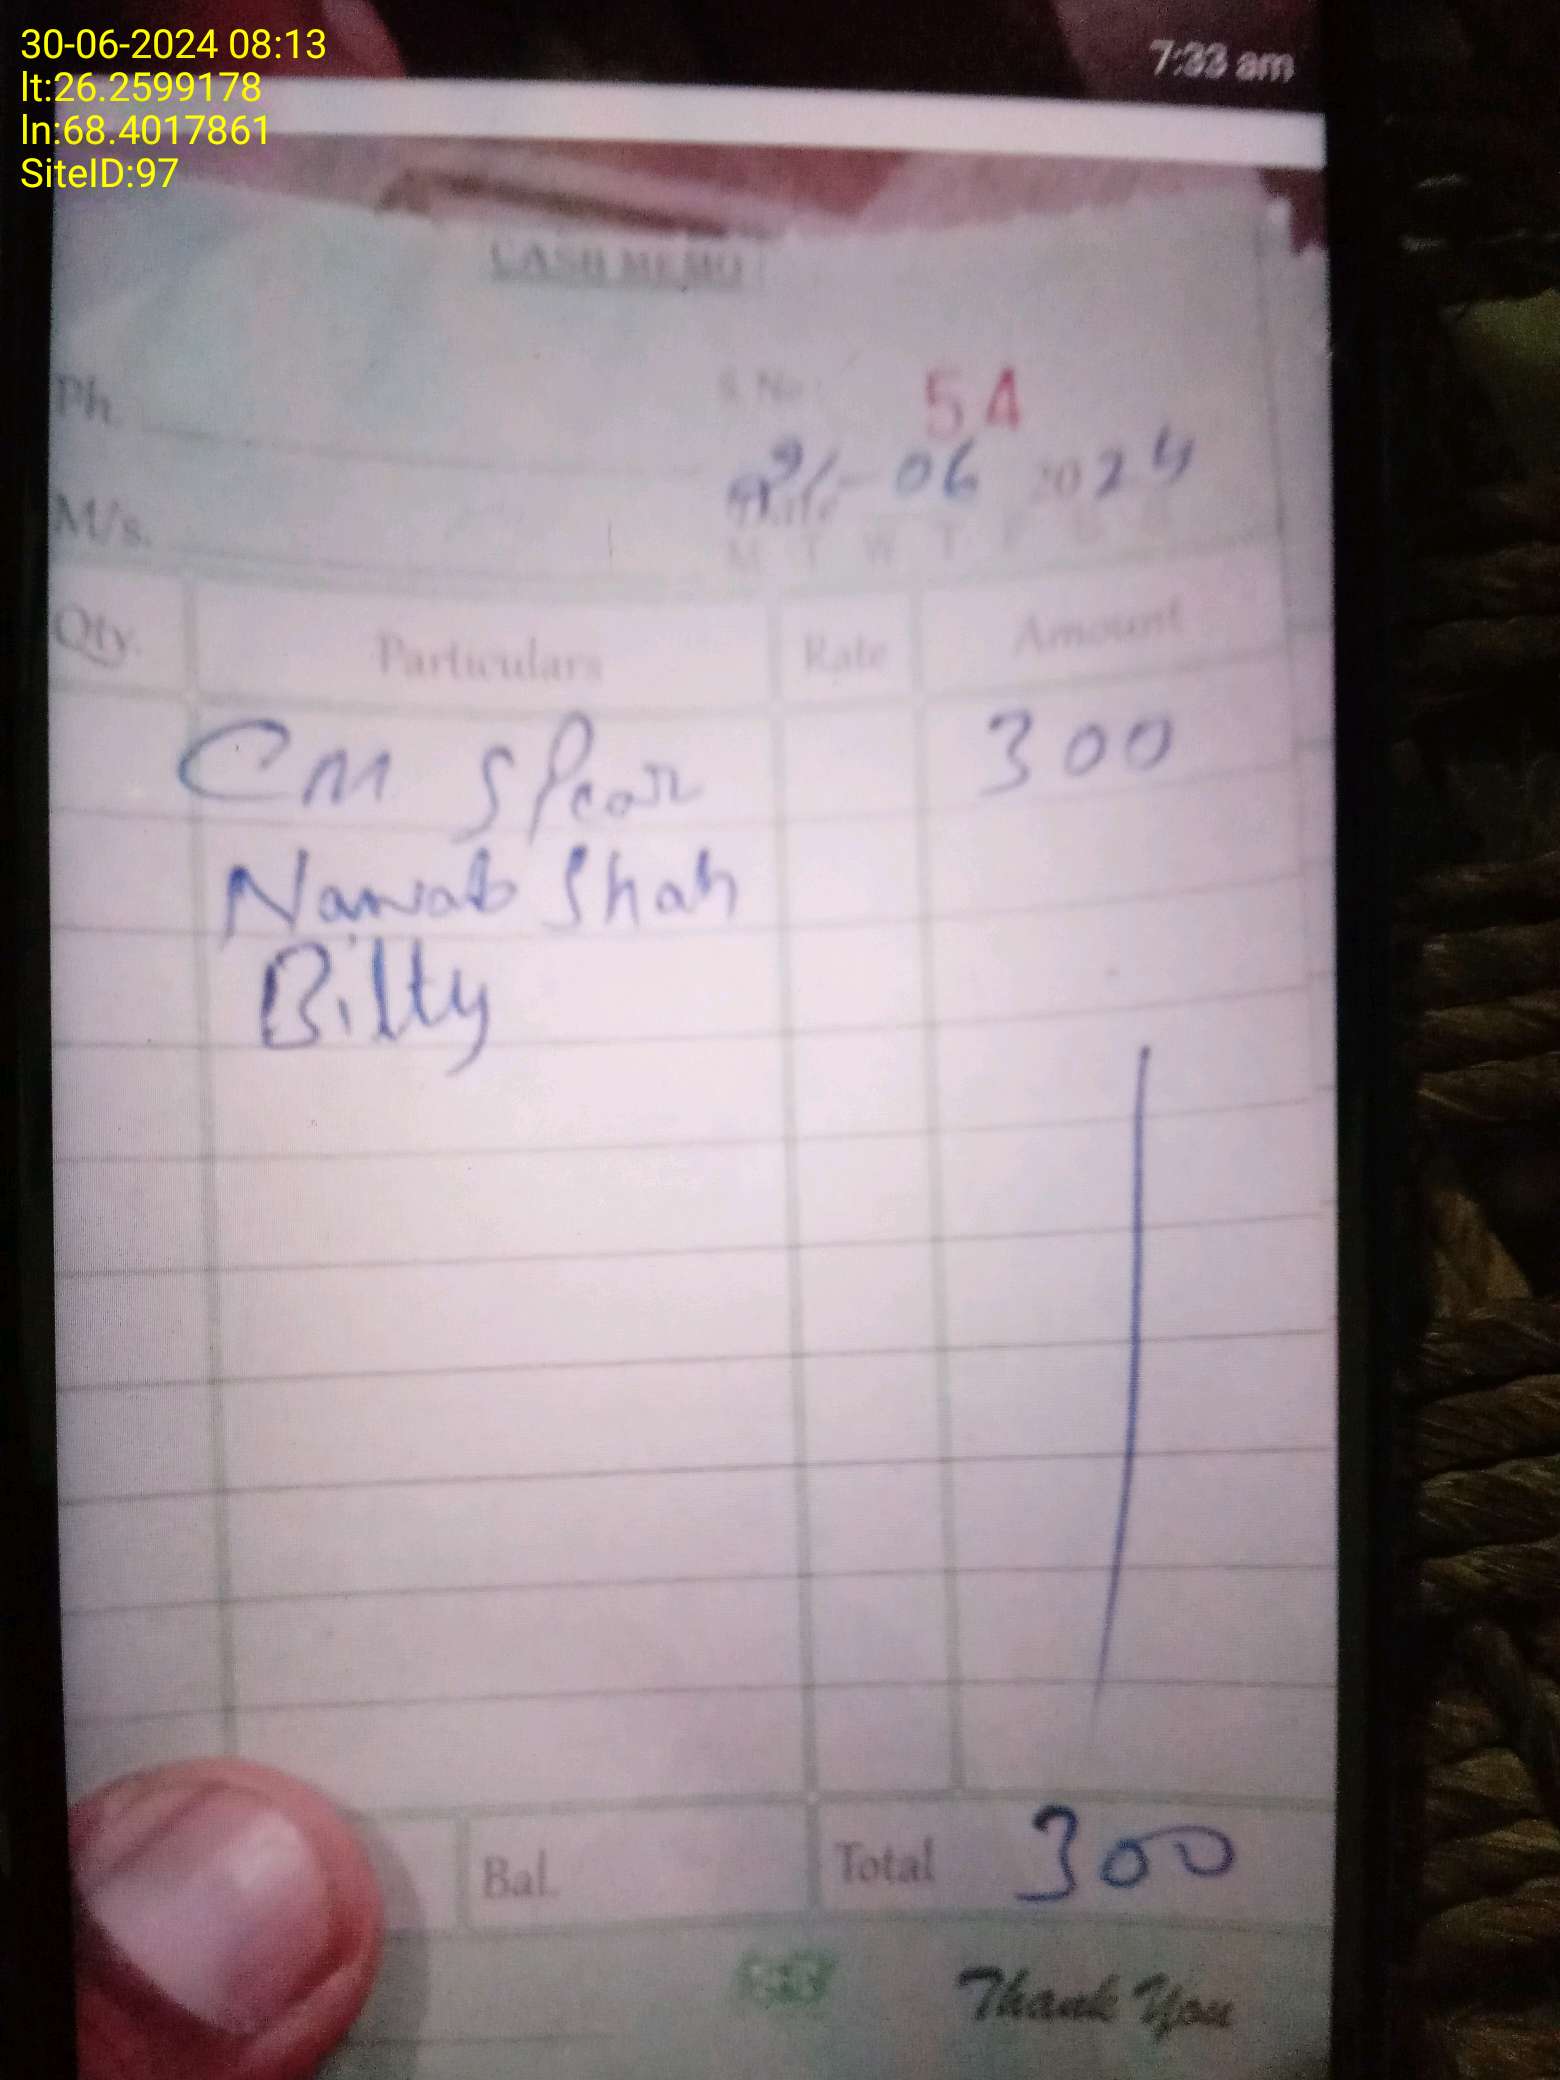 30-06-2024 08:13
lt:26.2599178
ln:68.4017861
SiteID:97
7:33 am
CASH MEMO
Ph.
S. No
54
Date
06 2024
M/s.
M T W T F S
Qty. Particulars Rate Amount
CM Spear 300
Nawab Shah
Bilty
Bal. Total 300
Thank You